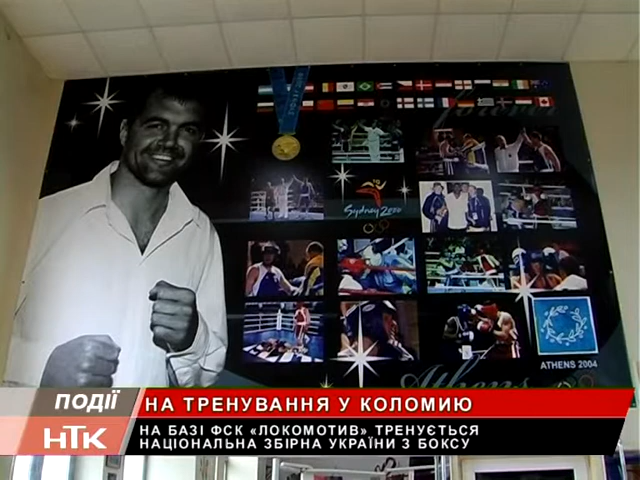 Forever
Sydney 2000
ATHENS 2004
Athens
ПОДІЇ
НА ТРЕНУВАННЯ У КОЛОМИЮ
НТК
НА БАЗІ ФСК «ЛОКОМОТИВ» ТРЕНУЄТЬСЯ
НАЦІОНАЛЬНА ЗБІРНА УКРАЇНИ З БОКСУ